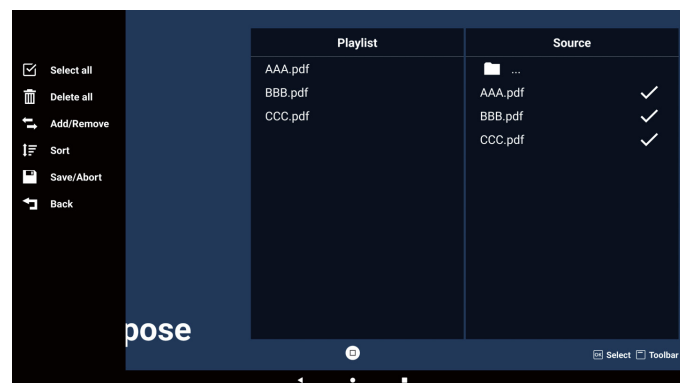 Select all
Delete all
Add/Remove
Sort
Save/Abort
Back
pose
Playlist
AAA.pdf
BBB.pdf
CCC.pdf
Source
...
AAA.pdf
BBB.pdf
CCC.pdf
OK Select Toolbar